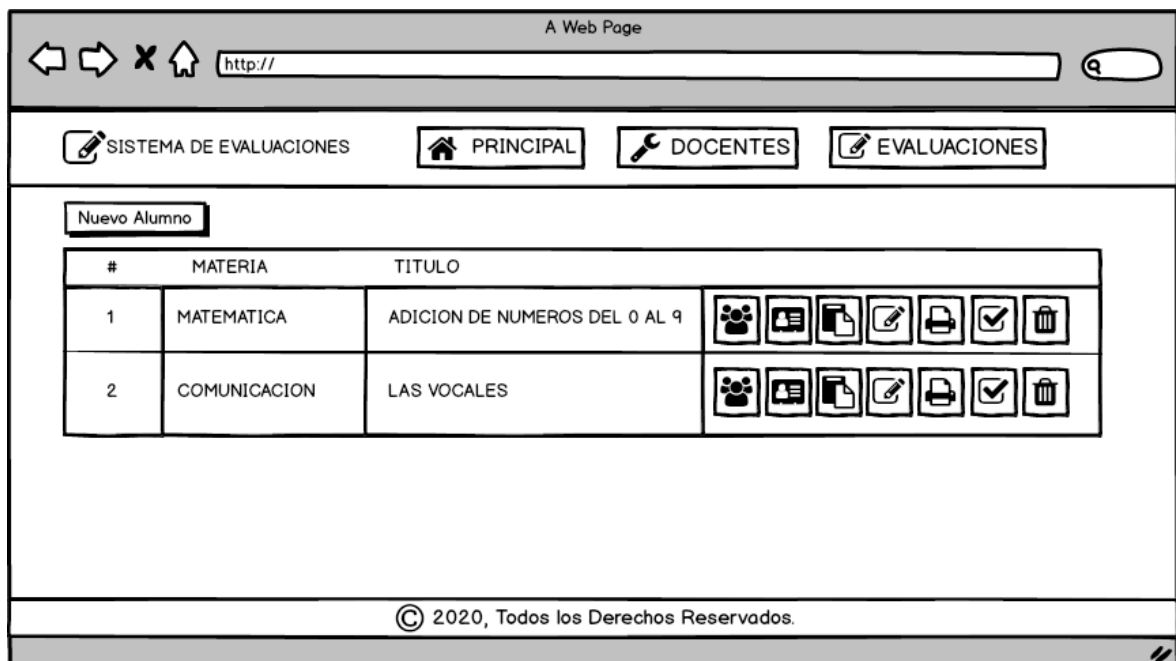 A Web Page
http://
SISTEMA DE EVALUACIONES
PRINCIPAL
DOCENTES
EVALUACIONES
Nuevo Alumno
# MATERIA TITULO
1 MATEMATICA ADICION DE NUMEROS DEL 0 AL 9
2 COMUNICACION LAS VOCALES
© 2020, Todos los Derechos Reservados.